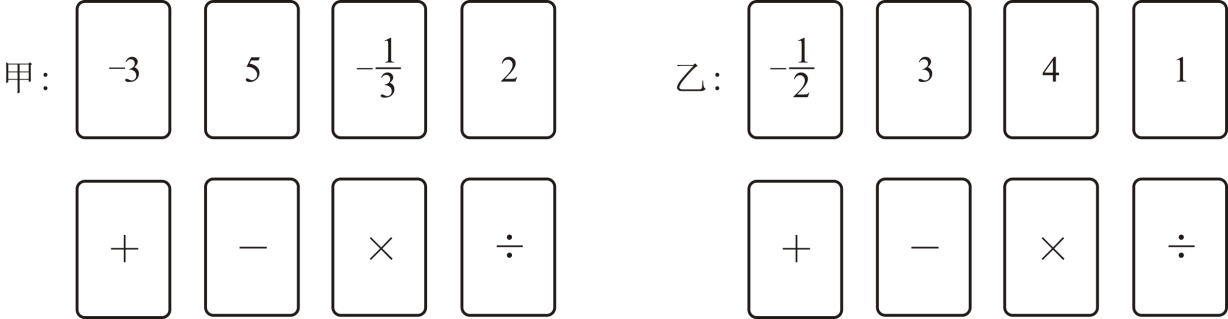 甲： -3 5 -1/3 2 乙： -1/2 3 4 1
+ - × ÷ + - × ÷